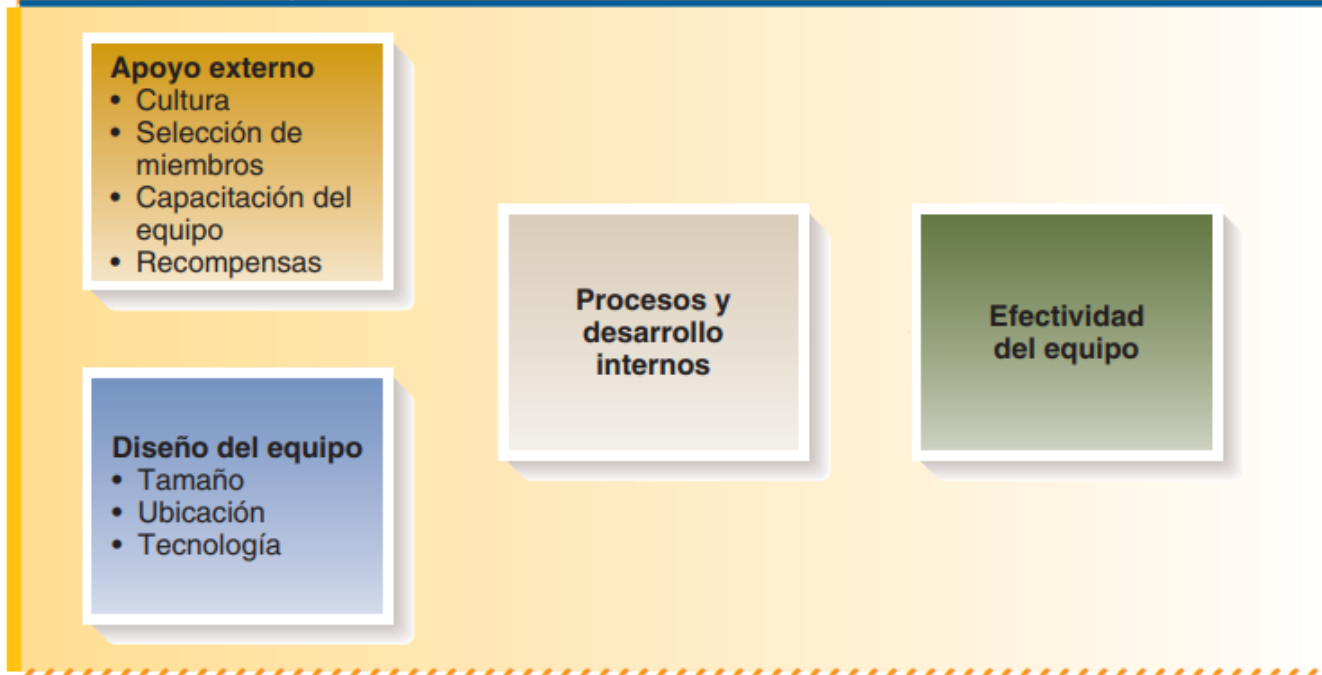 Apoyo externo
• Cultura
• Selección de
miembros
• Capacitación del
equipo
• Recompensas
Diseño del equipo
• Tamaño
• Ubicación
• Tecnología
Procesos y
desarrollo
internos
Efectividad
del equipo